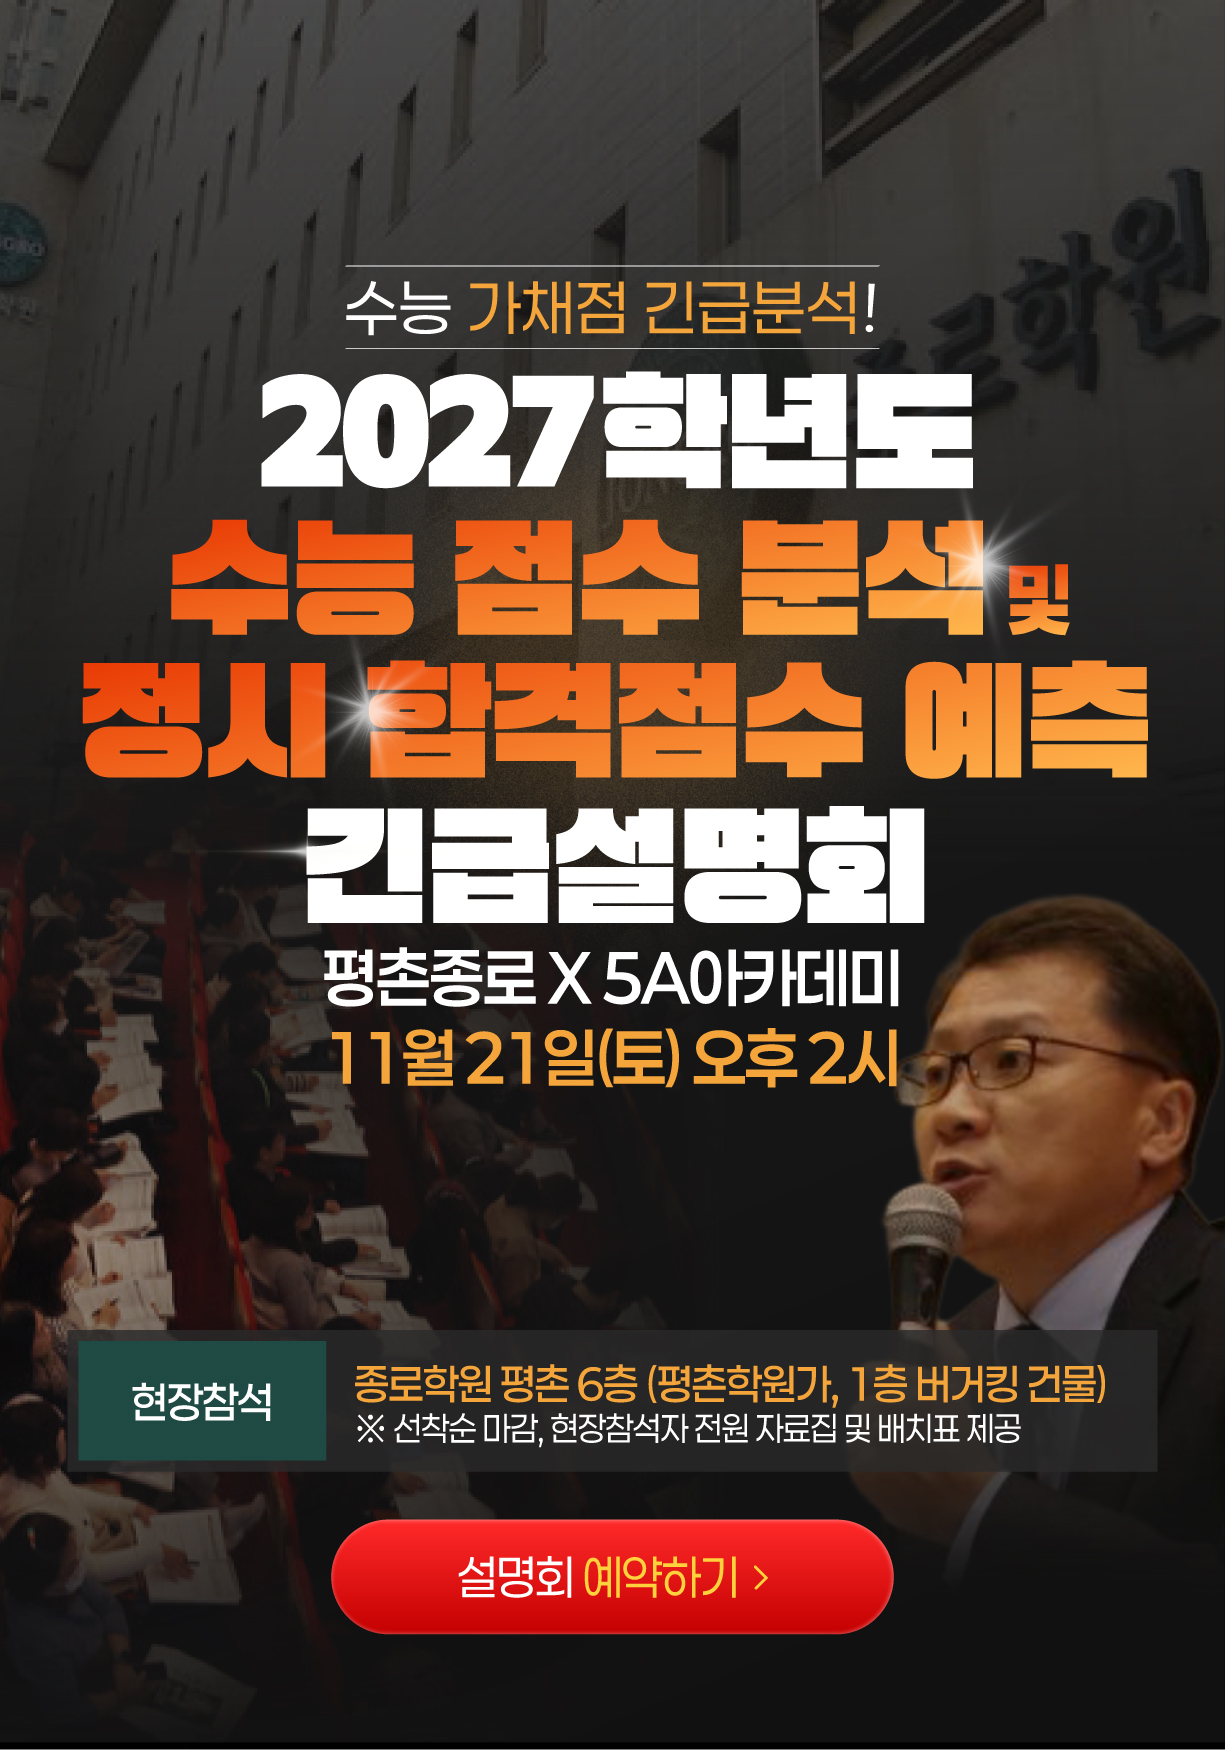 수능 가채점 긴급분석!
2027학년도
수능 점수 분석 및
정시 합격점수 예측
긴급설명회
평촌종로 X 5A아카데미
11월 21일(토) 오후 2시
현장참석
종로학원 평촌 6층 (평촌학원가, 1층 버거킹 건물)
※ 선착순 마감, 현장참석자 전원 자료집 및 배치표 제공
설명회 예약하기 >
종로학원